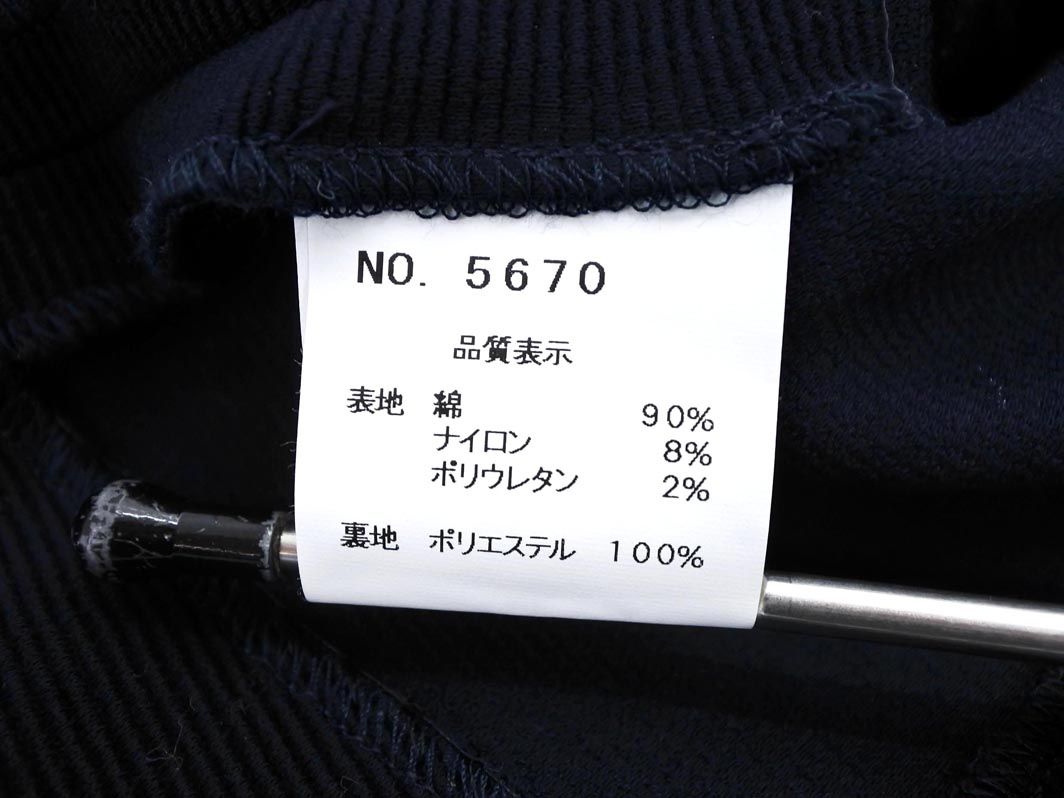 NO. 5670
品質表示
表地 綿 90%
ナイロン 8%
ポリウレタン 2%
裏地 ポリエステル 100%